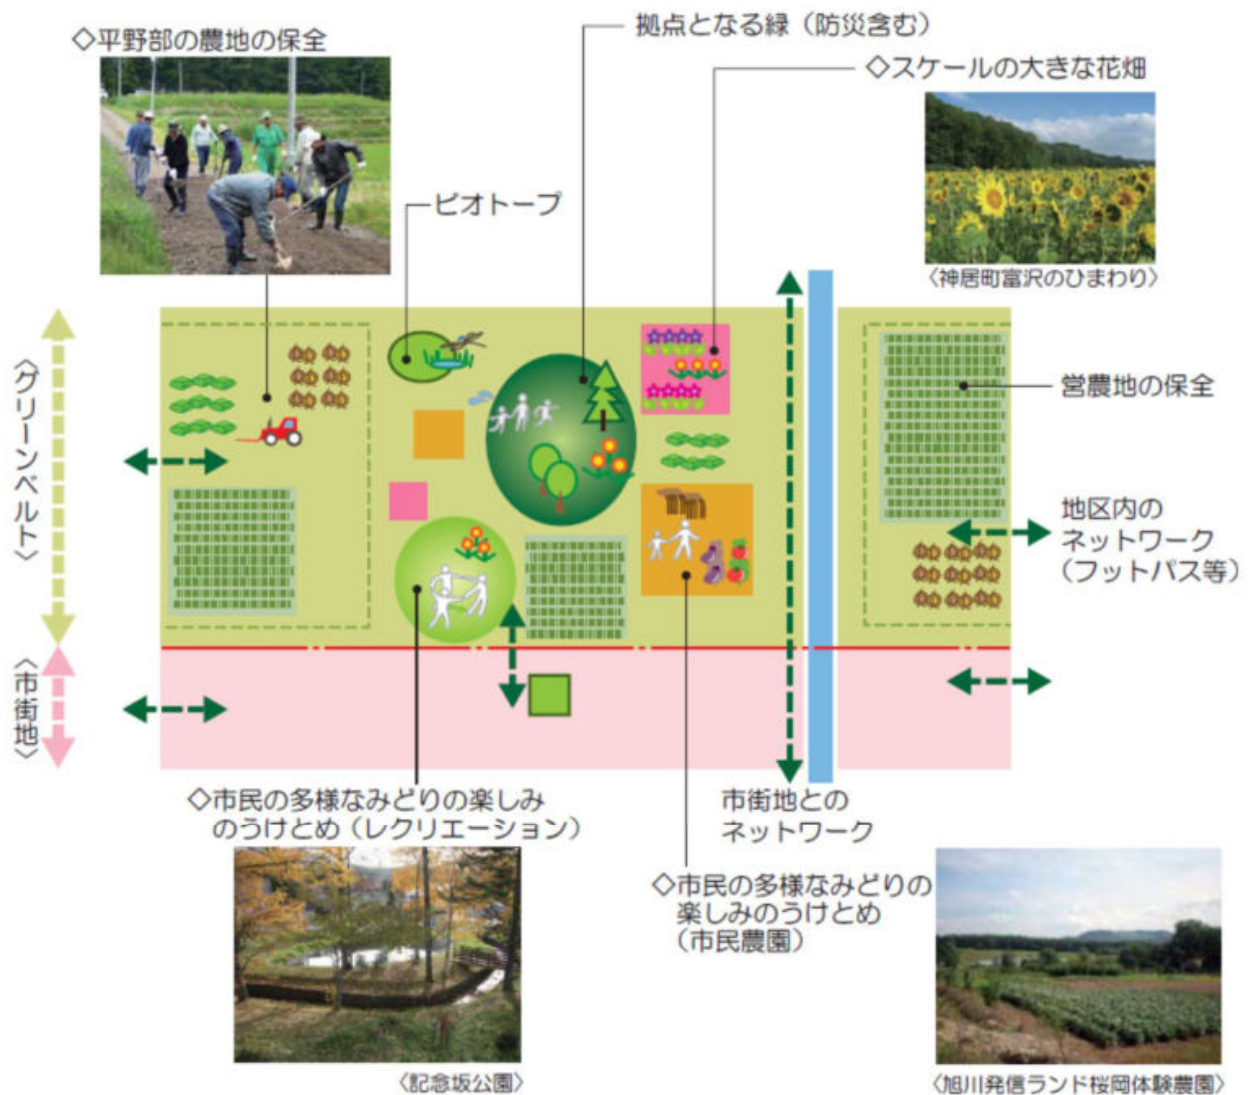 ◇平野部の農地の保全
拠点となる緑（防災含む）
◇スケールの大きな花畑
ビオトープ
〈神居町富沢のひまわり〉
〈グリーンベルト〉
営農地の保全
地区内の
ネットワーク
（フットパス等）
〈市街地〉
◇市民の多様なみどりの楽しみ
のうけとめ（レクリエーション）
市街地との
ネットワーク
◇市民の多様なみどりの
楽しみのうけとめ
（市民農園）
〈記念坂公園〉
〈旭川発信ランド桜岡体験農園〉